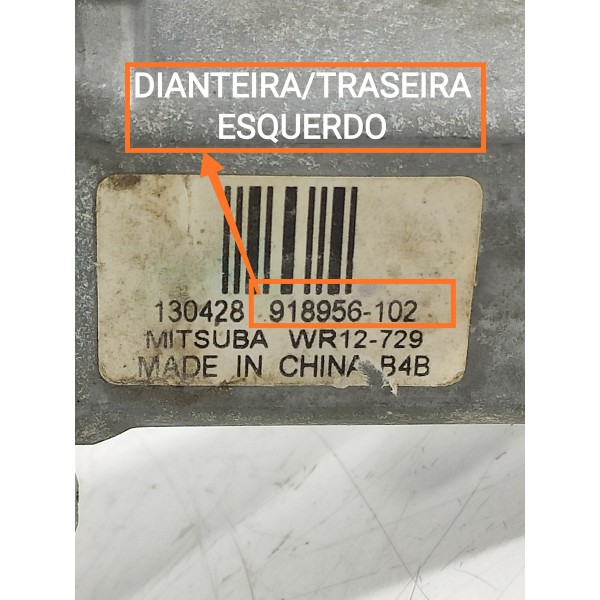 DIANTEIRA/TRASEIRA
ESQUERDO
130428 918956-102
MITSUBA WR12-729
MADE IN CHINA B4B